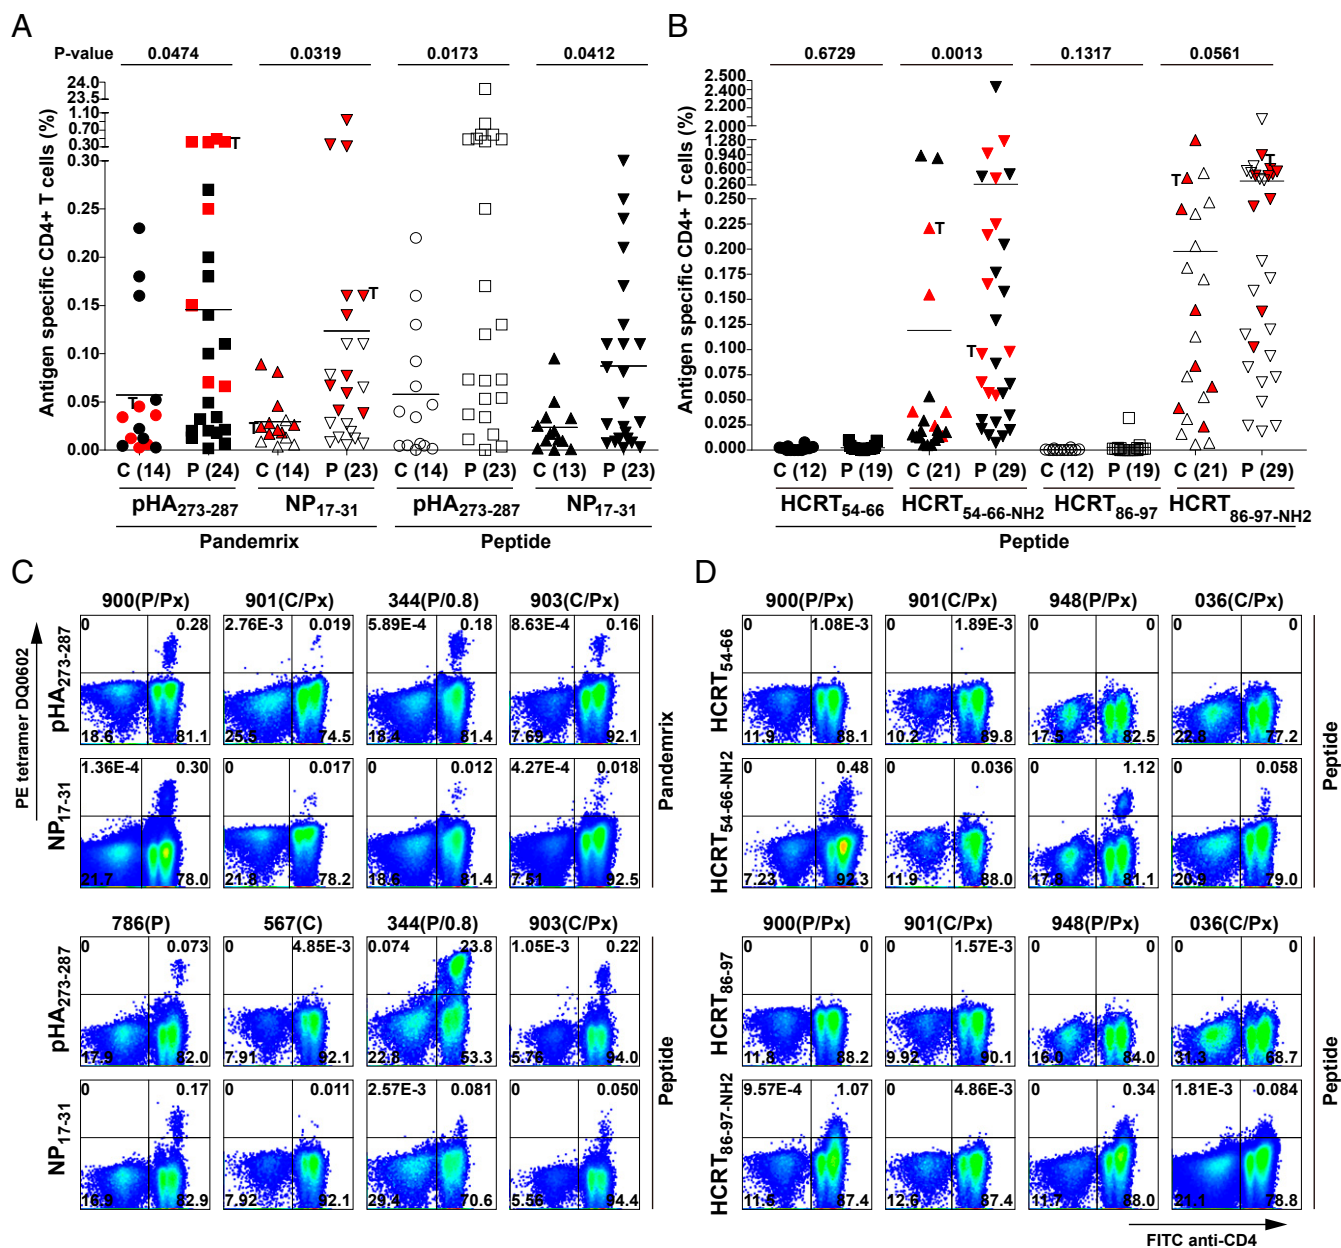 A
P-value 0.0474 0.0319 0.0173 0.0412
Antigen specific CD4+ T cells (%)
24.0
23.5
1.10
0.70
0.30
0.30
0.25
0.20
0.15
0.10
0.05
0.00
T
T
T
T
C (14) P (24) C (14) P (23) C (14) P (23) C (13) P (23)
pHA273-287 NP17-31 pHA273-287 NP17-31
Pandemrix Peptide
B
0.6729 0.0013 0.1317 0.0561
Antigen specific CD4+ T cells (%)
2.500
2.400
2.200
2.000
1.280
0.940
0.600
0.260
0.250
0.225
0.200
0.175
0.150
0.125
0.100
0.075
0.050
0.025
0.000
T
T
T
T
C (12) P (19) C (21) P (29) C (12) P (19) C (21) P (29)
HCRT54-66 HCRT54-66-NH2 HCRT86-97 HCRT86-97-NH2
Peptide
C
900(P/Px) 901(C/Px) 344(P/0.8) 903(C/Px)
PE tetramer DQ0602
pHA273-287
0 0.28 2.76E-3 0.019 5.89E-4 0.18 8.63E-4 0.16
18.6 81.1 25.5 74.5 18.4 81.4 7.69 92.1
NP17-31
1.36E-4 0.30 0 0.017 0 0.012 4.27E-4 0.018
21.7 78.0 21.8 78.2 18.6 81.4 7.51 92.5
Pandemrix
786(P) 567(C) 344(P/0.8) 903(C/Px)
pHA273-287
0 0.073 0 4.85E-3 0.074 23.8 1.05E-3 0.22
17.9 82.0 7.91 92.1 22.8 53.3 5.76 94.0
NP17-31
0 0.17 0 0.011 2.57E-3 0.081 0 0.050
16.9 82.9 7.92 92.1 29.4 70.6 5.56 94.4
Peptide
D
900(P/Px) 901(C/Px) 948(P/Px) 036(C/Px)
HCRT54-66
0 1.08E-3 0 1.89E-3 0 0 0 0
11.9 88.1 10.2 89.8 17.5 82.5 22.8 77.2
HCRT54-66-NH2
0 0.48 0 0.036 0 1.12 0 0.058
7.23 92.3 11.9 88.0 17.8 81.1 20.9 79.0
Peptide
900(P/Px) 901(C/Px) 948(P/Px) 036(C/Px)
HCRT86-97
0 0 0 1.57E-3 0 0 0 0
11.8 88.2 9.92 90.1 16.0 84.0 31.3 68.7
HCRT86-97-NH2
9.57E-4 1.07 0 4.86E-3 0 0.34 1.81E-3 0.084
11.5 87.4 12.6 87.4 11.7 88.0 21.1 78.8
Peptide
FITC anti-CD4